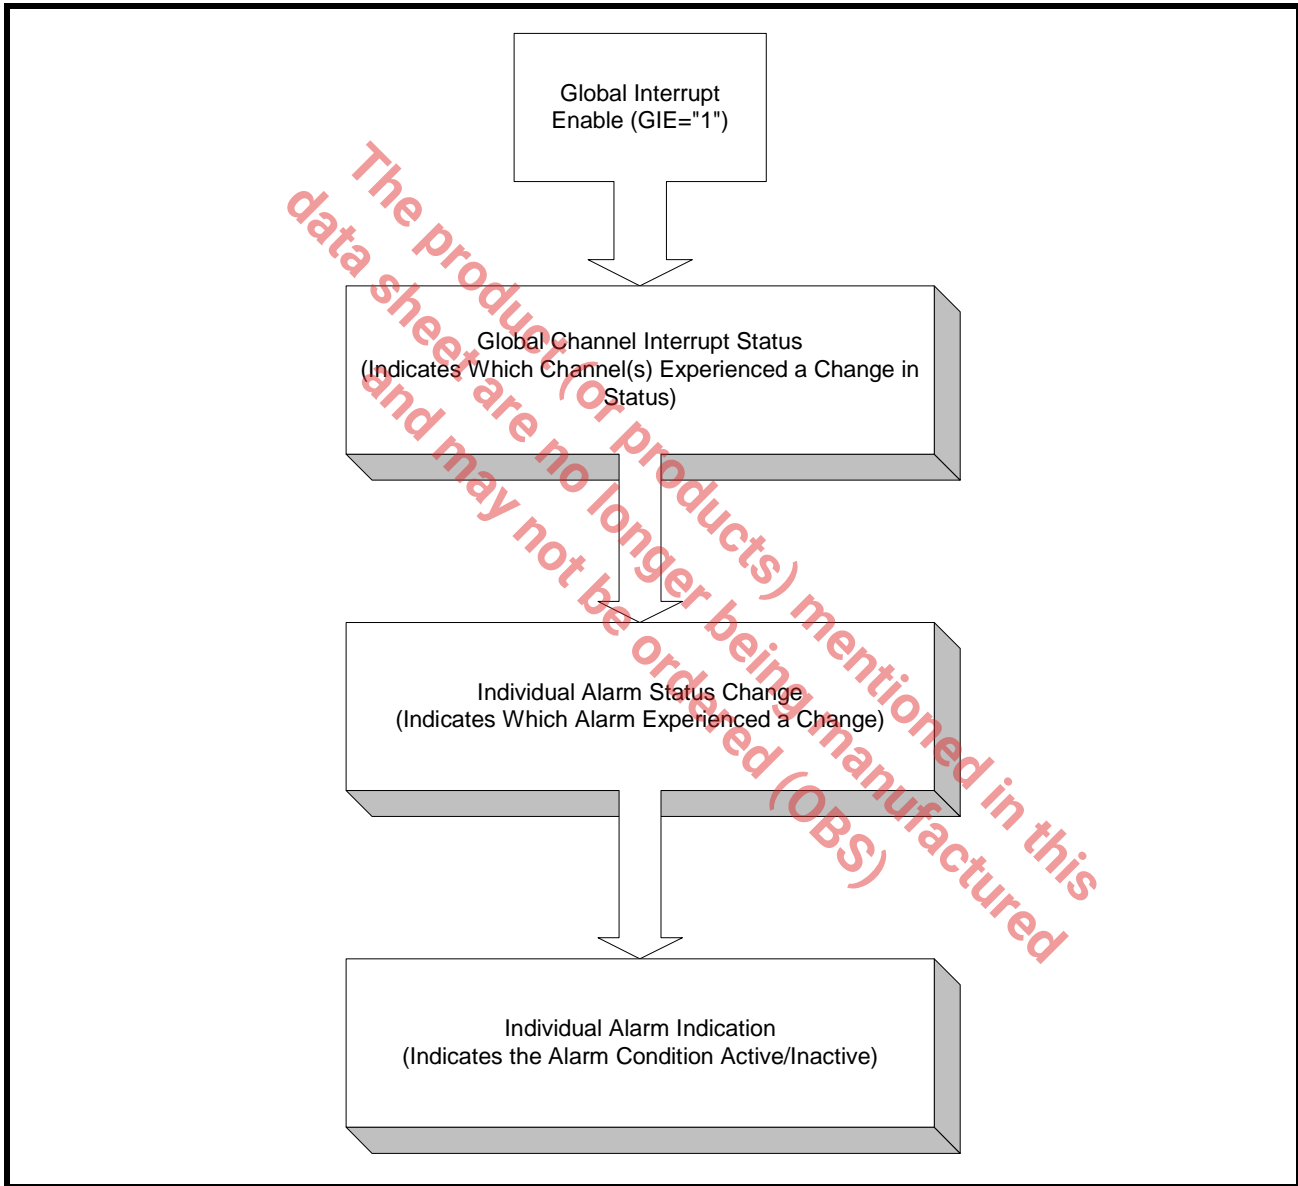 Global Interrupt
Enable (GIE="1")
Global Channel Interrupt Status
(Indicates Which Channel(s) Experienced a Change in
Status)
Individual Alarm Status Change
(Indicates Which Alarm Experienced a Change)
Individual Alarm Indication
(Indicates the Alarm Condition Active/Inactive)
The product (or products) mentioned in this
data sheet are no longer being manufactured
and may not be ordered (OBS)